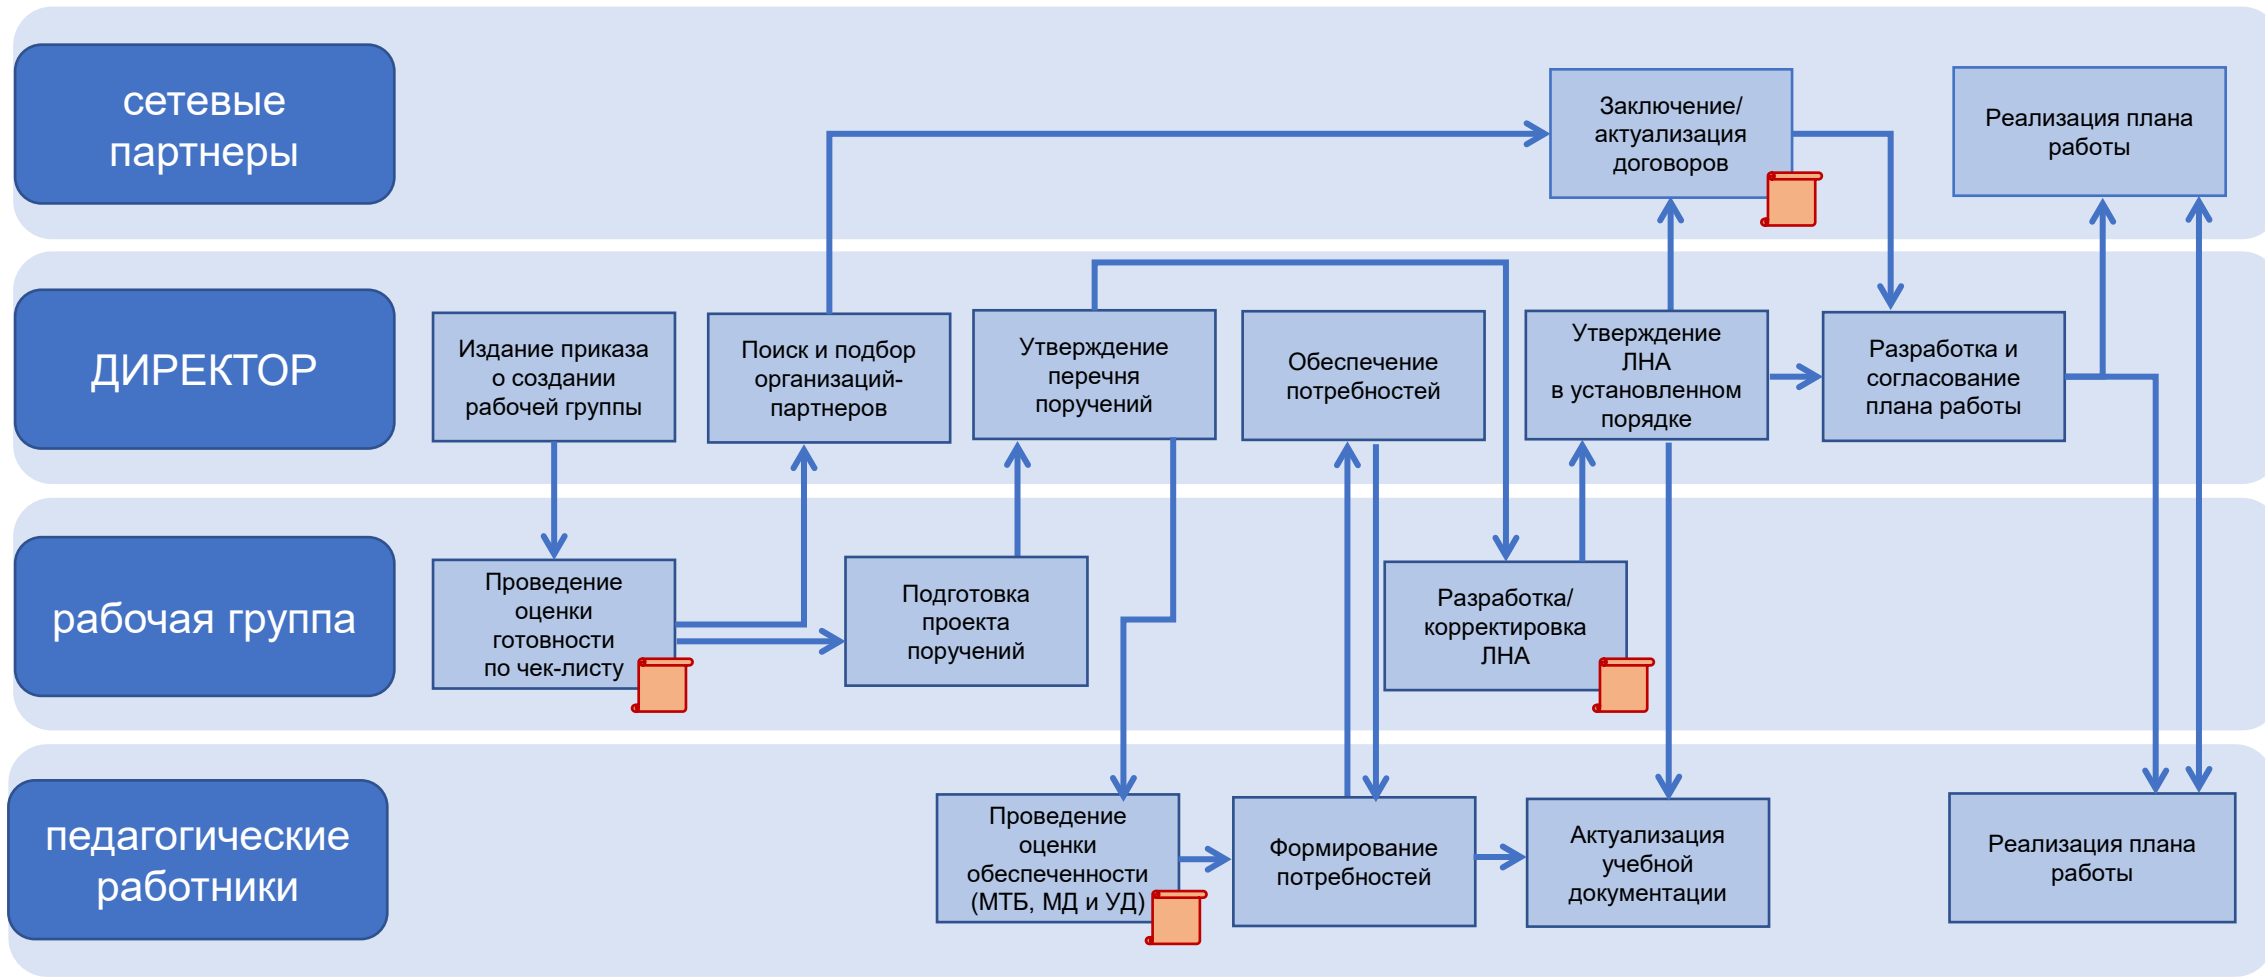 сетевые
партнеры
Заключение/
актуализация
договоров
Реализация плана
работы
ДИРЕКТОР
Издание приказа
о создании
рабочей группы
Поиск и подбор
организаций-
партнеров
Утверждение
перечня
поручений
Обеспечение
потребностей
Утверждение
ЛНА
в установленном
порядке
Разработка и
согласование
плана работы
рабочая группа
Проведение
оценки
готовности
по чек-листу
Подготовка
проекта
поручений
Разработка/
корректировка
ЛНА
педагогические
работники
Проведение
оценки
обеспеченности
(МТБ, МД и УД)
Формирование
потребностей
Актуализация
учебной
документации
Реализация плана
работы